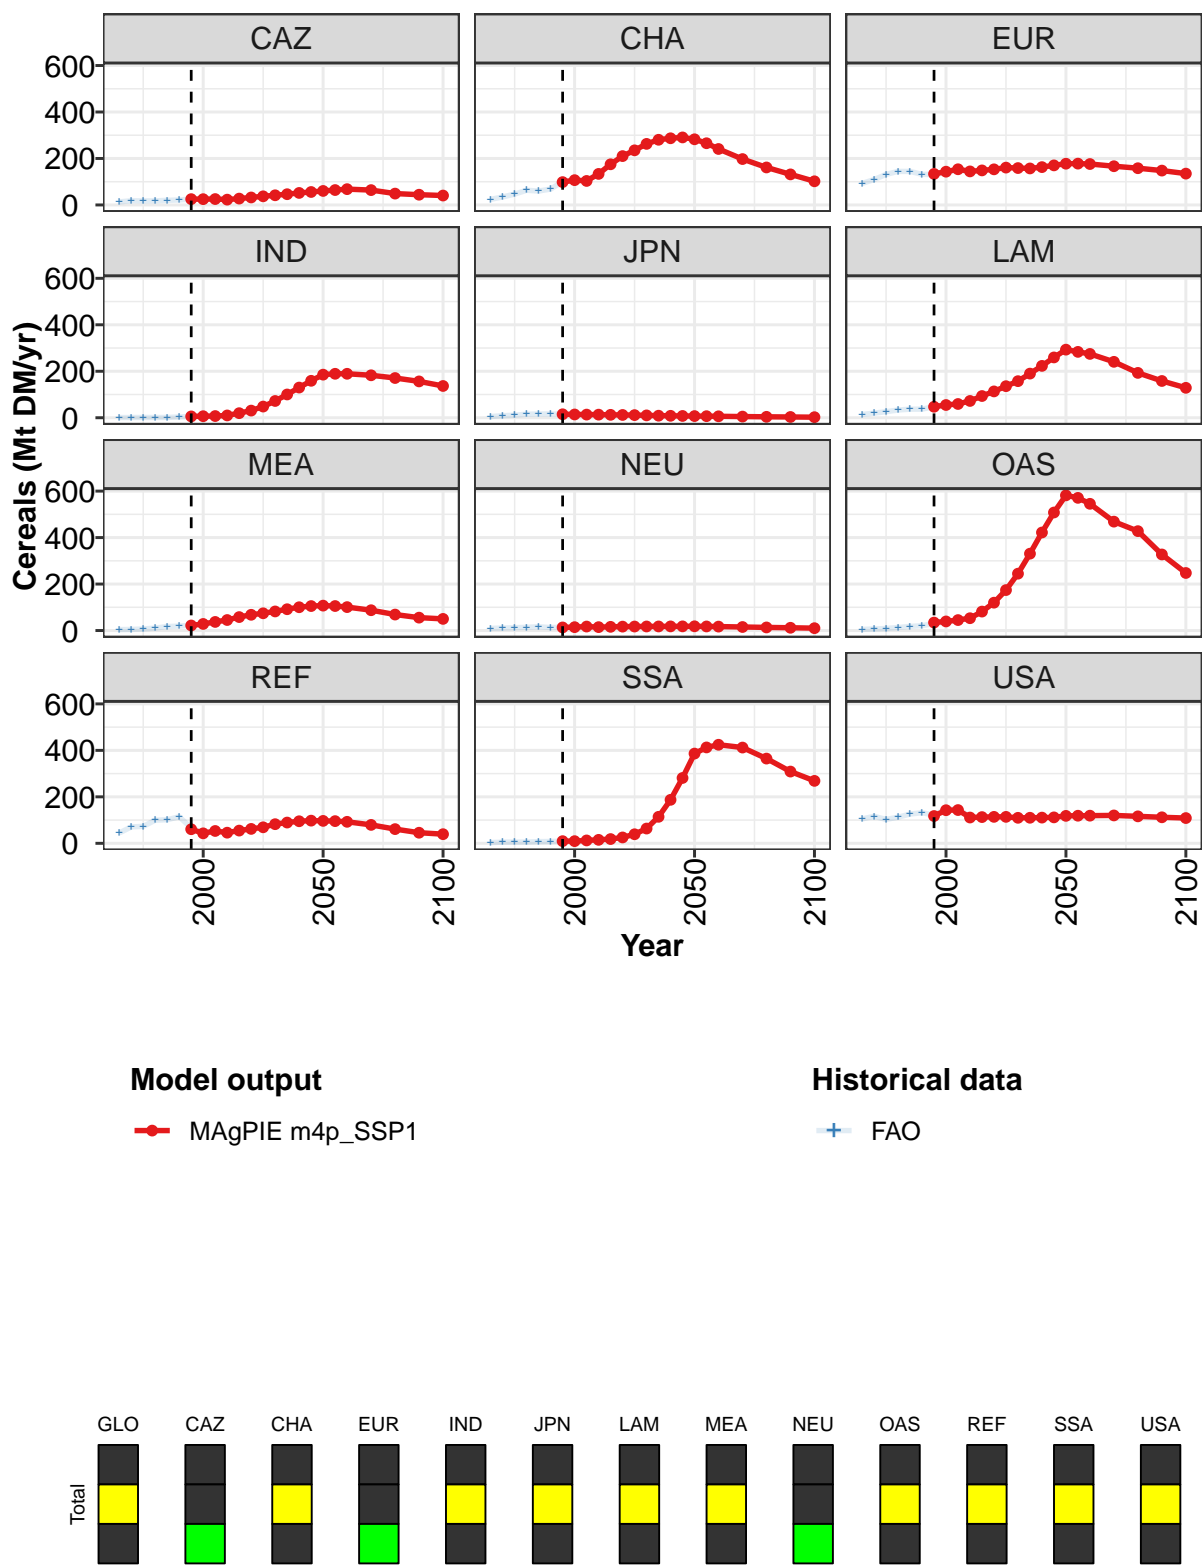 CAZ CHA EUR
600
400
200
0
IND JPN LAM
600
400
200
0
MEA NEU OAS
600
400
200
0
REF SSA USA
600
400
200
0
2000 2050 2100 2000 2050 2100 2000 2050 2100
Year
Cereals (Mt DM/yr)
Model output Historical data
MAgPIE m4p_SSP1 FAO
GLO CAZ CHA EUR IND JPN LAM MEA NEU OAS REF SSA USA
Total